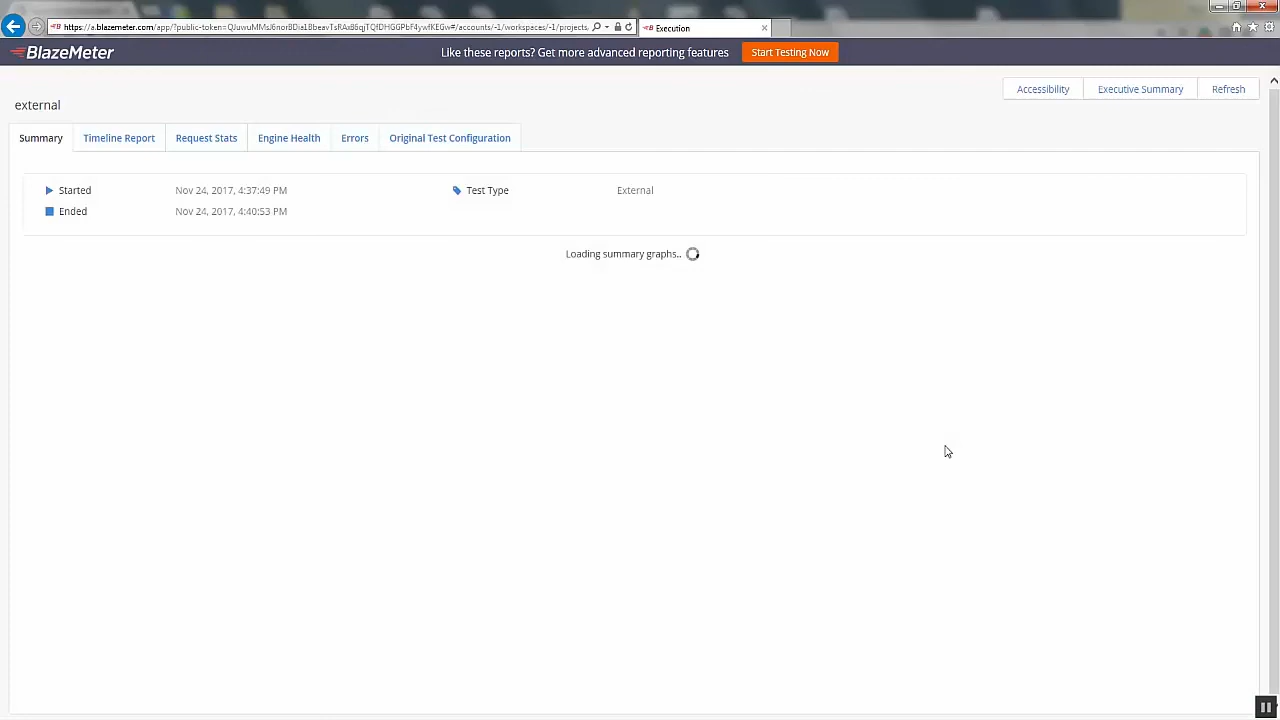 Execution
BlazeMeter
Like these reports? Get more advanced reporting features
Start Testing Now
Accessibility
Executive Summary
Refresh
external
Summary
Timeline Report
Request Stats
Engine Health
Errors
Original Test Configuration
Started
Nov 24, 2017, 4:37:49 PM
Test Type
External
Ended
Nov 24, 2017, 4:40:53 PM
Loading summary graphs..